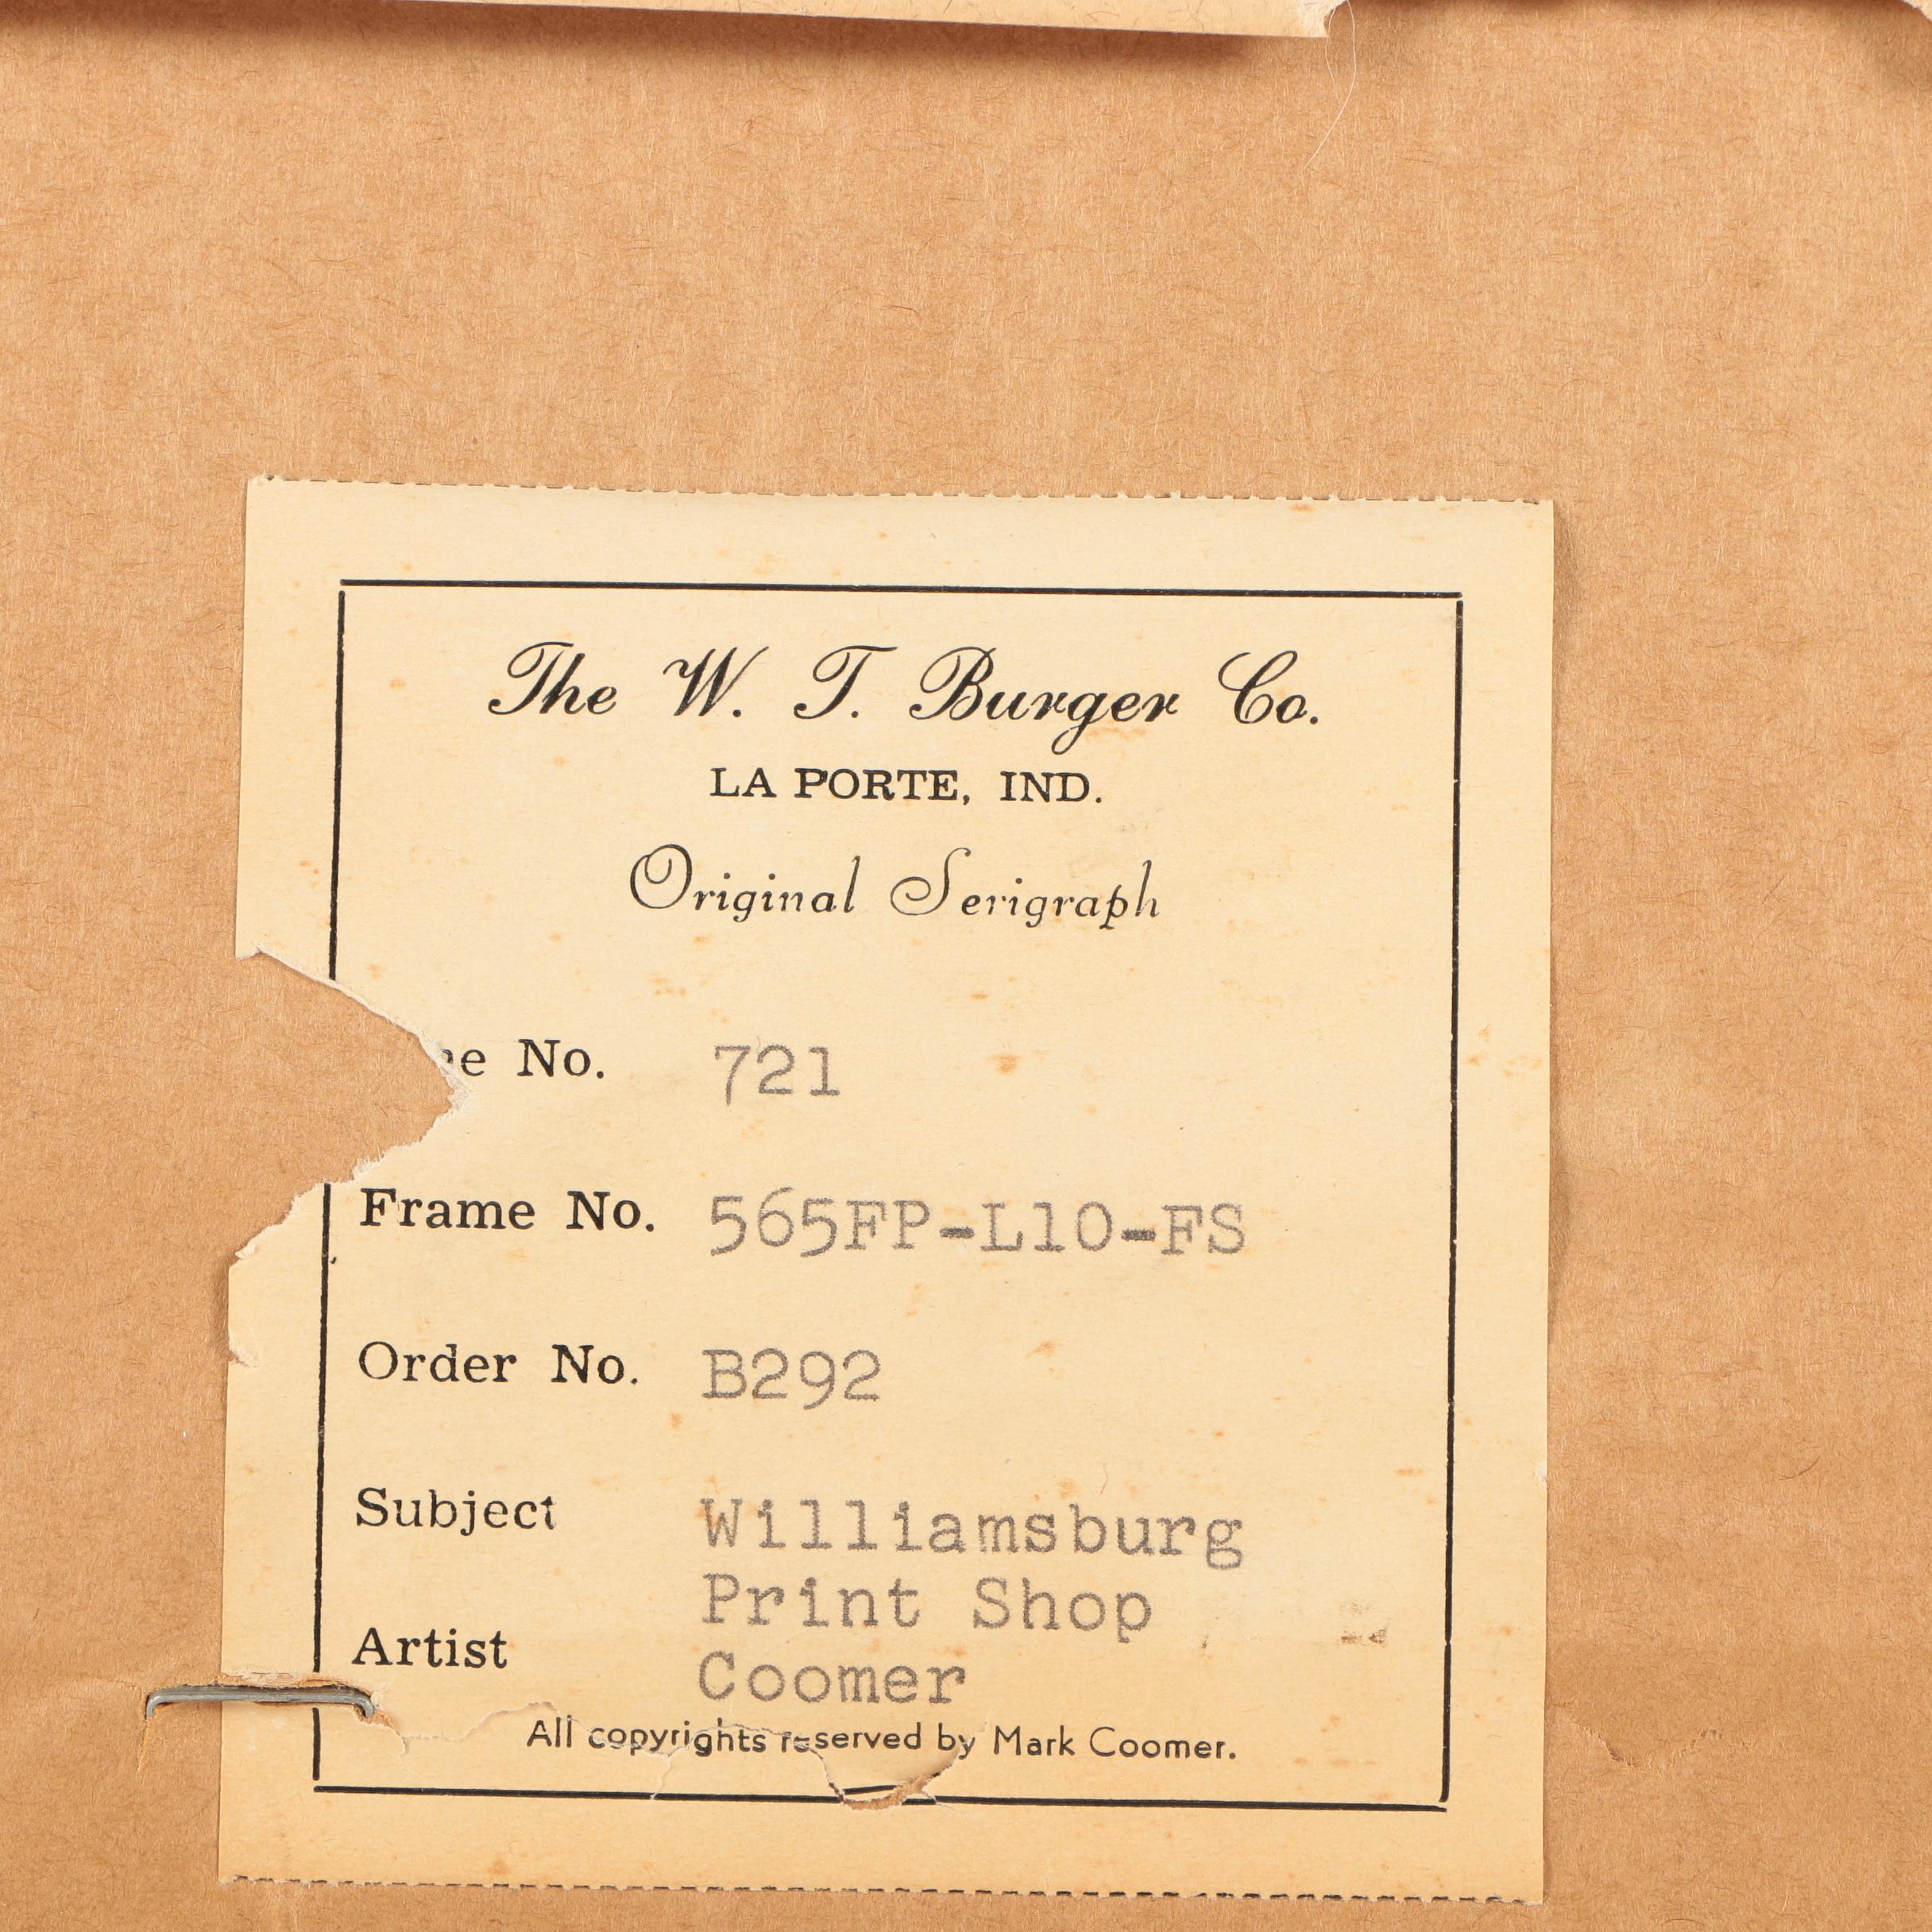 The W. T. Burger Co.
LA PORTE, IND.
Original Serigraph
No. 721
Frame No. 565FP-L10-FS
Order No. B292
Subject Williamsburg
Print Shop
Artist Coomer
All copyrights reserved by Mark Coomer.